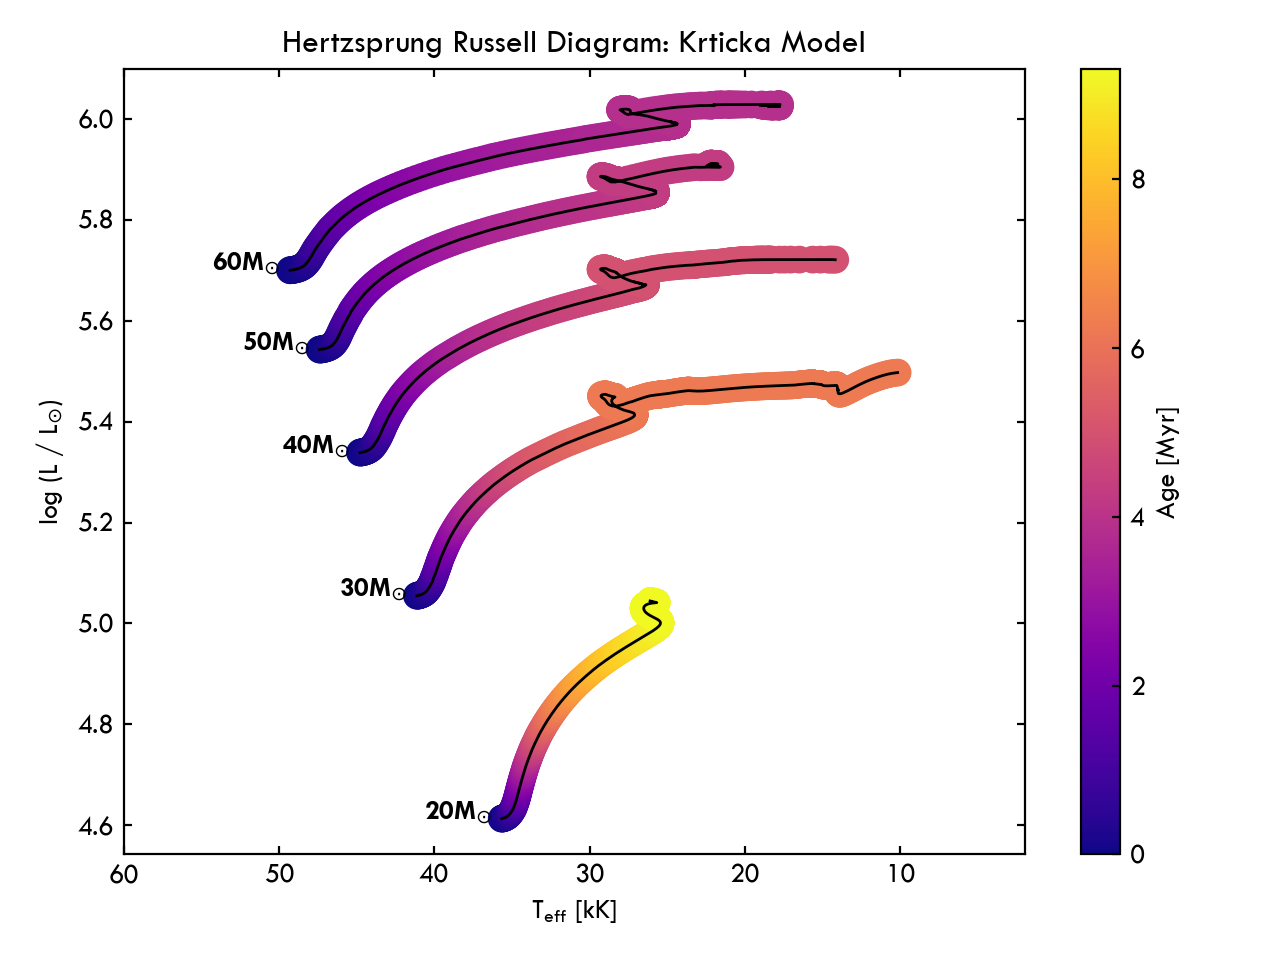 Hertzsprung Russell Diagram: Krticka Model
6.0
5.8
5.6
5.4
5.2
5.0
4.8
4.6
log (L / L☉)
60M☉
50M☉
40M☉
30M☉
20M☉
60
50
40
30
20
10
T_eff [kK]
8
6
4
2
0
Age [Myr]